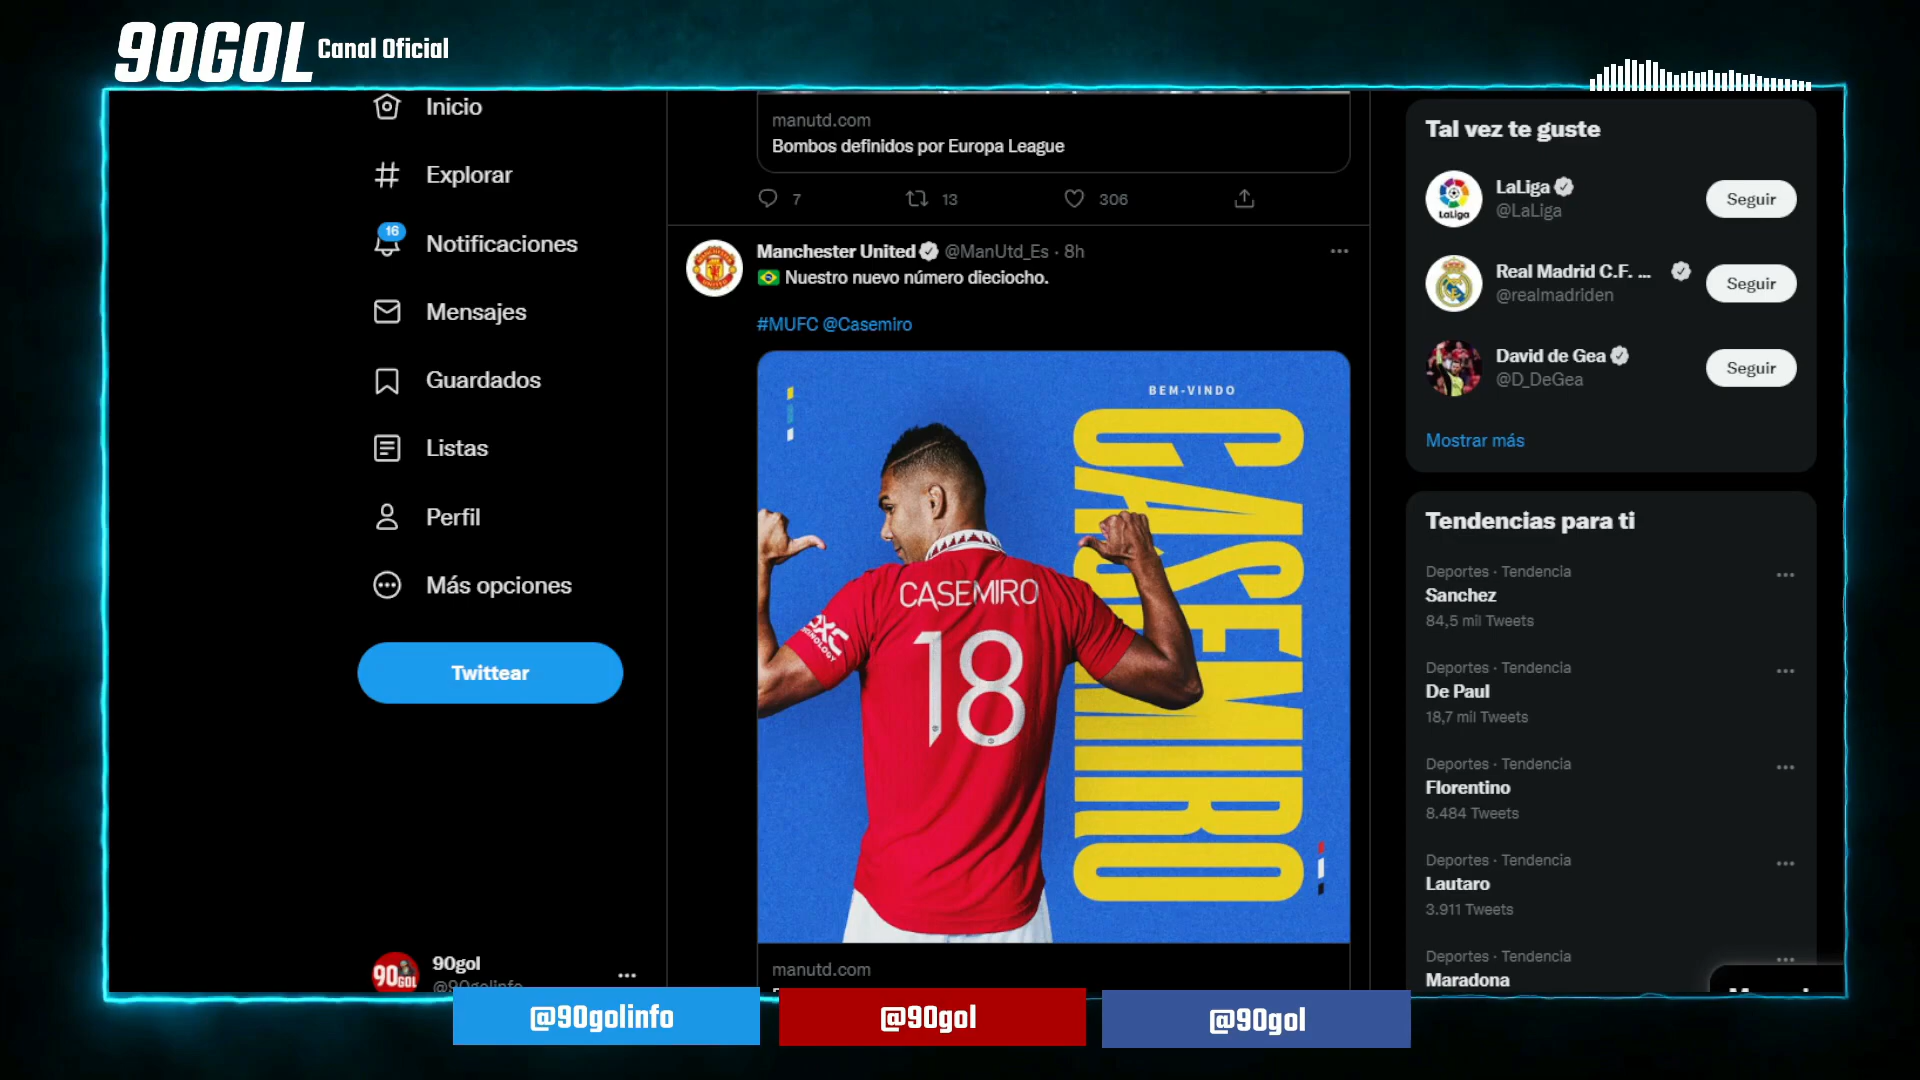 90GOL Canal Oficial
Inicio
Explorar
16
Notificaciones
Mensajes
Guardados
Listas
Perfil
Más opciones
Twittear
90gol
@90golinfo
manutd.com
Bombos definidos por Europa League
7 13 306
Manchester United @ManUtd_Es · 8h
Nuestro nuevo número dieciocho.
#MUFC @Casemiro
BEM-VINDO
CASEMIRO
CASEMIRO
18
manutd.com
Tal vez te guste
LaLiga
LaLiga
@LaLiga
Seguir
Real Madrid C.F. ...
@realmadriden
Seguir
David de Gea
@D_DeGea
Seguir
Mostrar más
Tendencias para ti
Deportes · Tendencia
Sanchez
84,5 mil Tweets
Deportes · Tendencia
De Paul
18,7 mil Tweets
Deportes · Tendencia
Florentino
8.484 Tweets
Deportes · Tendencia
Lautaro
3.911 Tweets
Deportes · Tendencia
Maradona
90GOL
@90golinfo
@90gol
@90gol